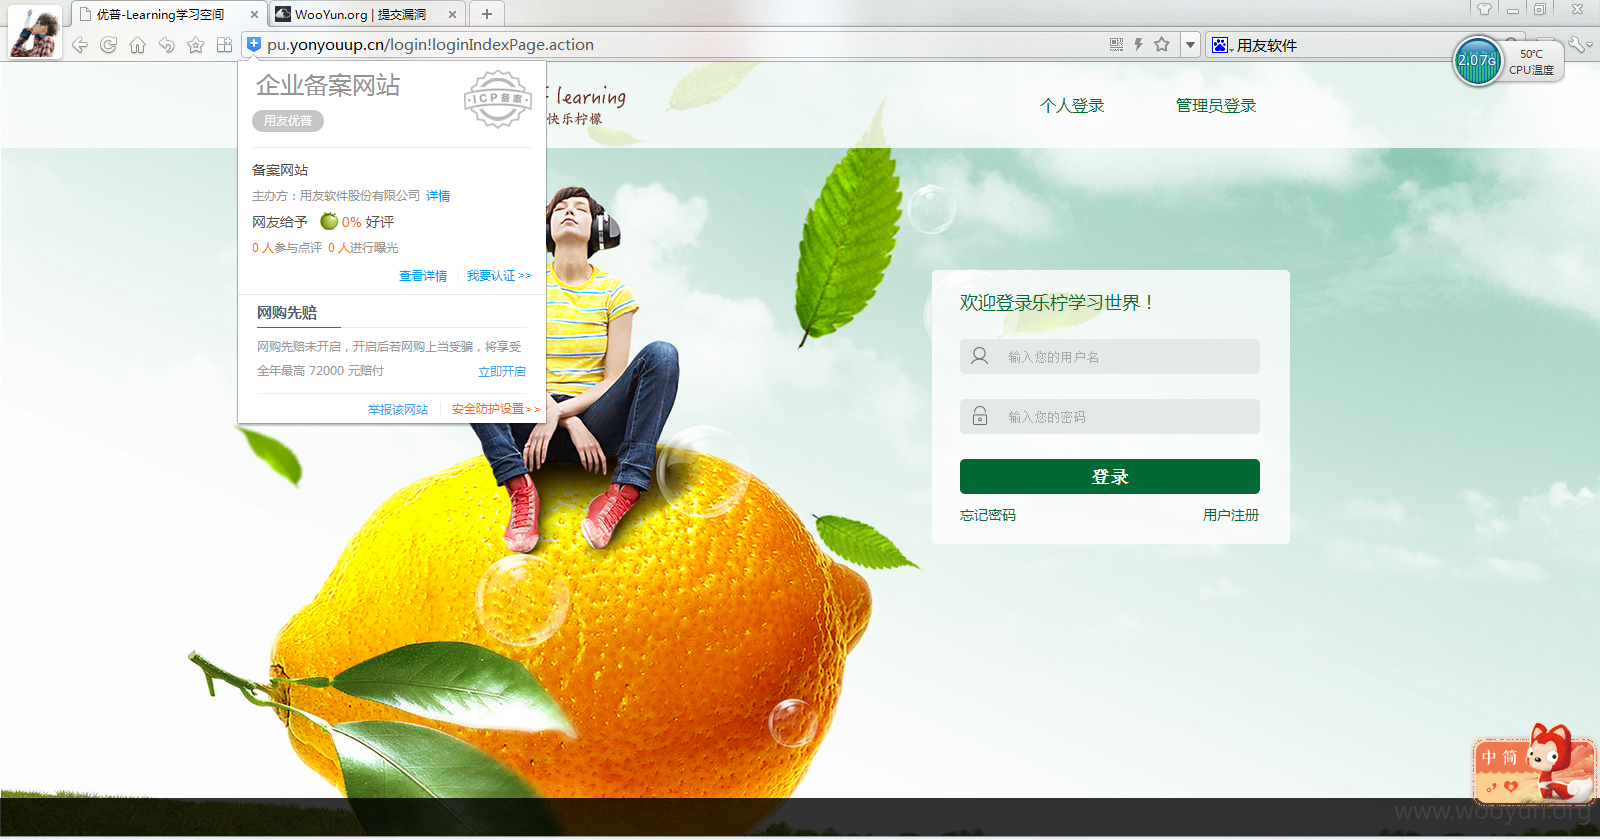 优普-Learning学习空间
WooYun.org | 提交漏洞
pu.yonyouup.cn/login!loginIndexPage.action
用友软件
2.07G
50℃
CPU温度
企业备案网站
用友优普
ICP备案
learning
快乐柠檬
个人登录
管理员登录
备案网站
主办方：用友软件股份有限公司 详情
网友给予 0% 好评
0 人参与点评 0 人进行曝光
查看详情 我要认证 >>
网购先赔
网购先赔未开启，开启后若网购上当受骗，将享受
全年最高 72000 元赔付 立即开启
举报该网站 安全防护设置>>
欢迎登录乐柠学习世界！
输入您的用户名
输入您的密码
登录
忘记密码 用户注册
中 简
www.wooyun.org